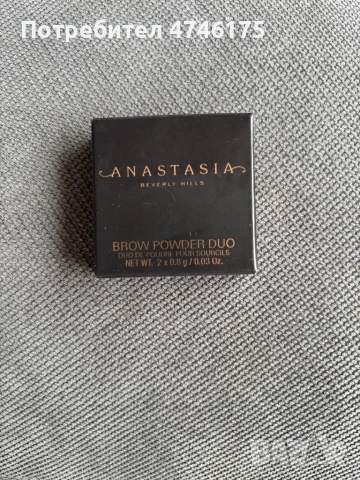 Потребител 4746175
ANASTASIA
BEVERLY HILLS
BROW POWDER DUO
DUO DE POUDRE POUR SOURCILS
NET WT. 2 x 0.8 g / 0.03 Oz.